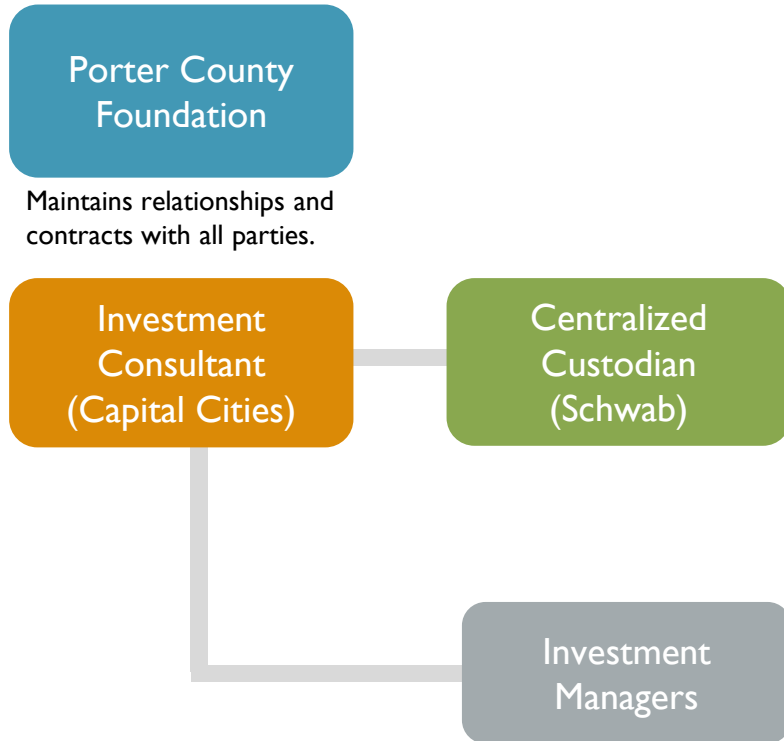 Porter County
Foundation
Maintains relationships and
contracts with all parties.
Investment
Consultant
(Capital Cities)
Centralized
Custodian
(Schwab)
Investment
Managers